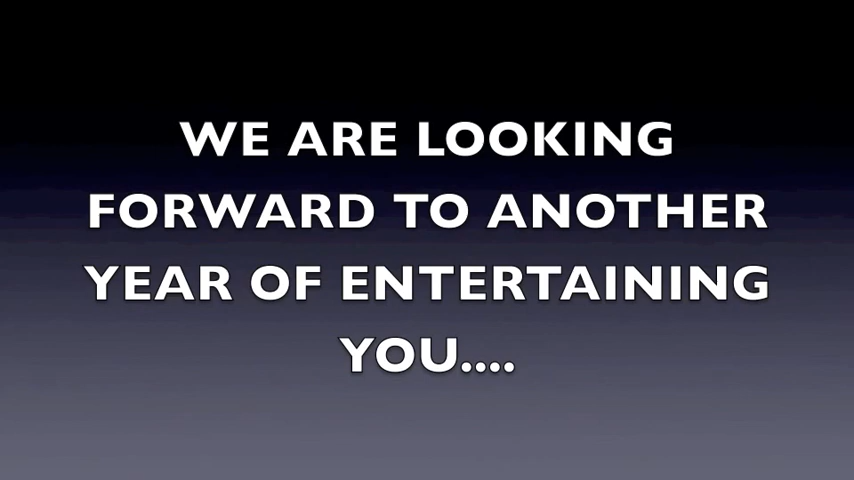 WE ARE LOOKING
FORWARD TO ANOTHER
YEAR OF ENTERTAINING
YOU....